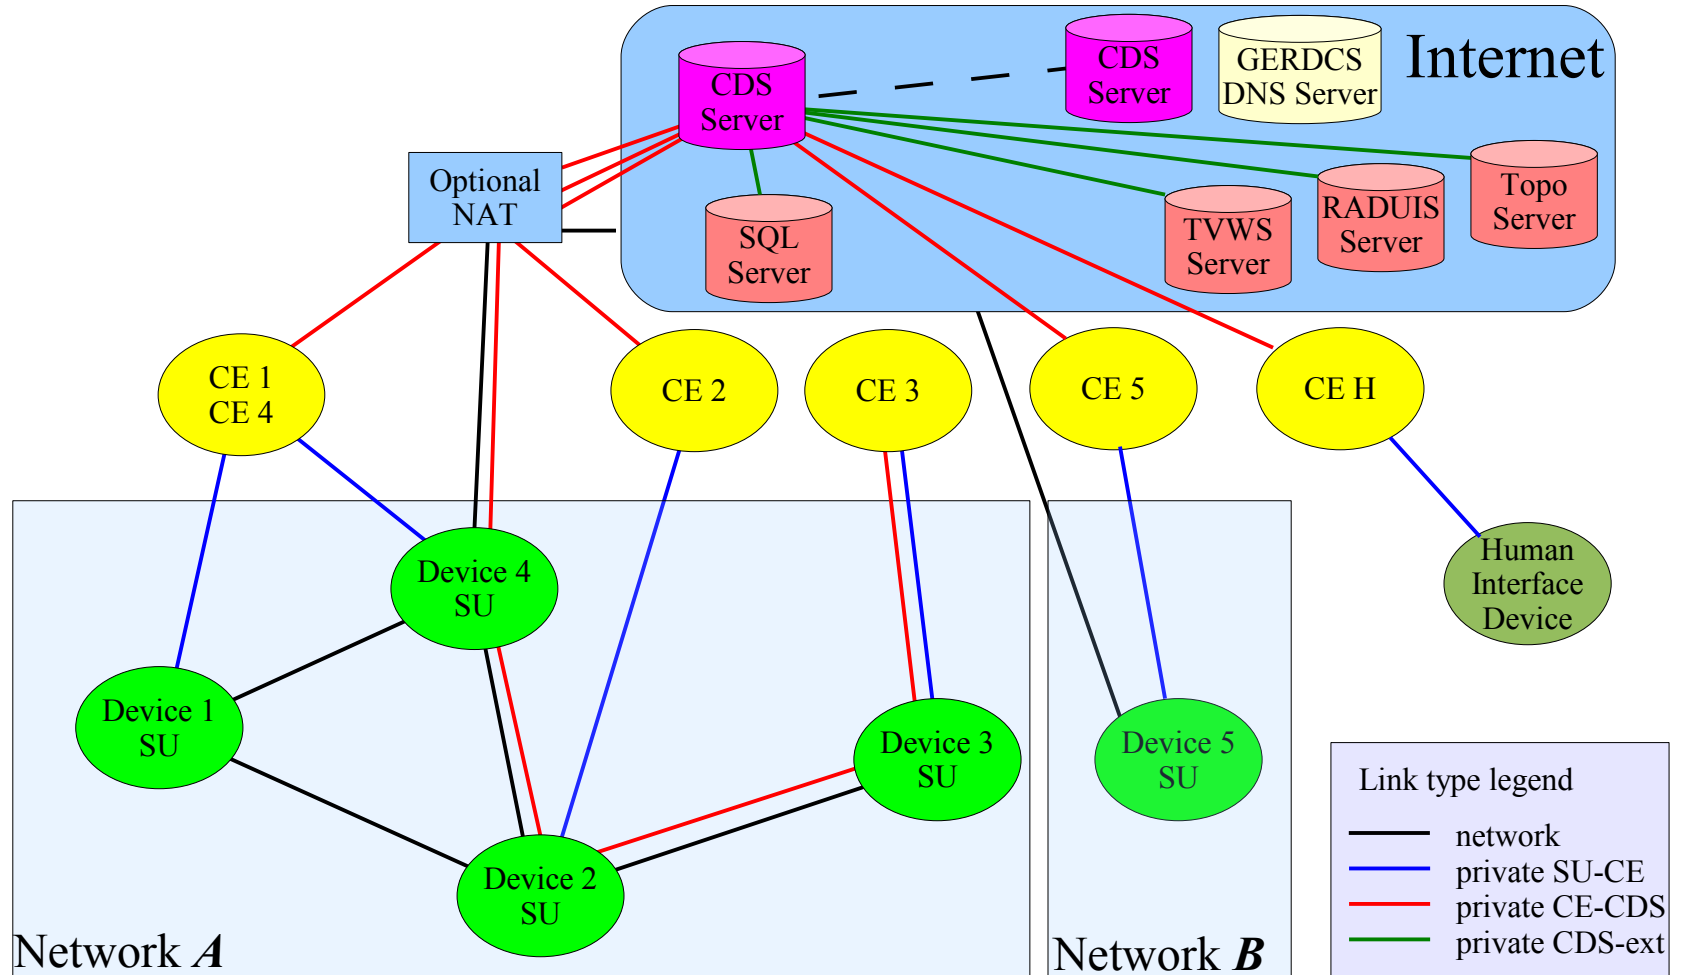 Internet
CDS
Server
CDS
Server
GERDCS
DNS Server
Optional
NAT
SQL
Server
TVWS
Server
RADUIS
Server
Topo
Server
CE 1
CE 4
CE 2
CE 3
CE 5
CE H
Device 4
SU
Human
Interface
Device
Device 1
SU
Device 3
SU
Device 5
SU
Device 2
SU
Network A
Network B
Link type legend
network
private SU-CE
private CE-CDS
private CDS-ext